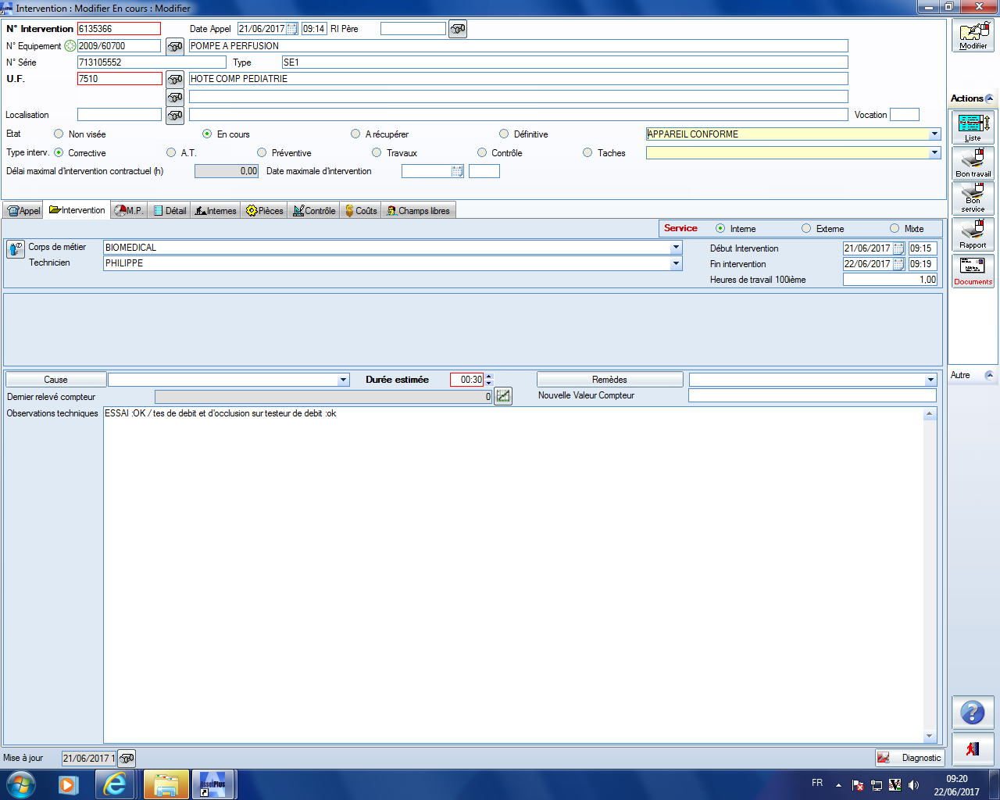 Intervention : Modifier En cours : Modifier
N° Intervention 6135366 Date Appel 21/06/2017 09:14 RI Père
N° Equipement 2009/60700 POMPE A PERFUSION
N° Série 713105552 Type SE1
U.F. 7510 HOTE COMP PEDIATRIE
Localisation Vocation
Etat Non visée En cours A récupérer Définitive APPAREIL CONFORME
Type interv. Corrective A.T. Préventive Travaux Contrôle Taches
Délai maximal d'intervention contractuel (h) 0,00 Date maximale d'intervention
Appel Intervention M.P. Détail Internes Pièces Contrôle Coûts Champs libres
Service Interne Externe Mixte
Corps de métier BIOMEDICAL Début Intervention 21/06/2017 09:15
Technicien PHILIPPE Fin intervention 22/06/2017 09:19
Heures de travail 100ième 1,00
Cause Durée estimée 00:30 Remèdes
Dernier relevé compteur 0 Nouvelle Valeur Compteur
Observations techniques ESSAI :OK / tes de debit et d'occlusion sur testeur de debit :ok
Mise à jour 21/06/2017 1 Diagnostic
Modifier
Actions
Liste
Bon travail
Bon
service
Rapport
Documents
Autre
AssetPlus
FR 09:20
22/06/2017